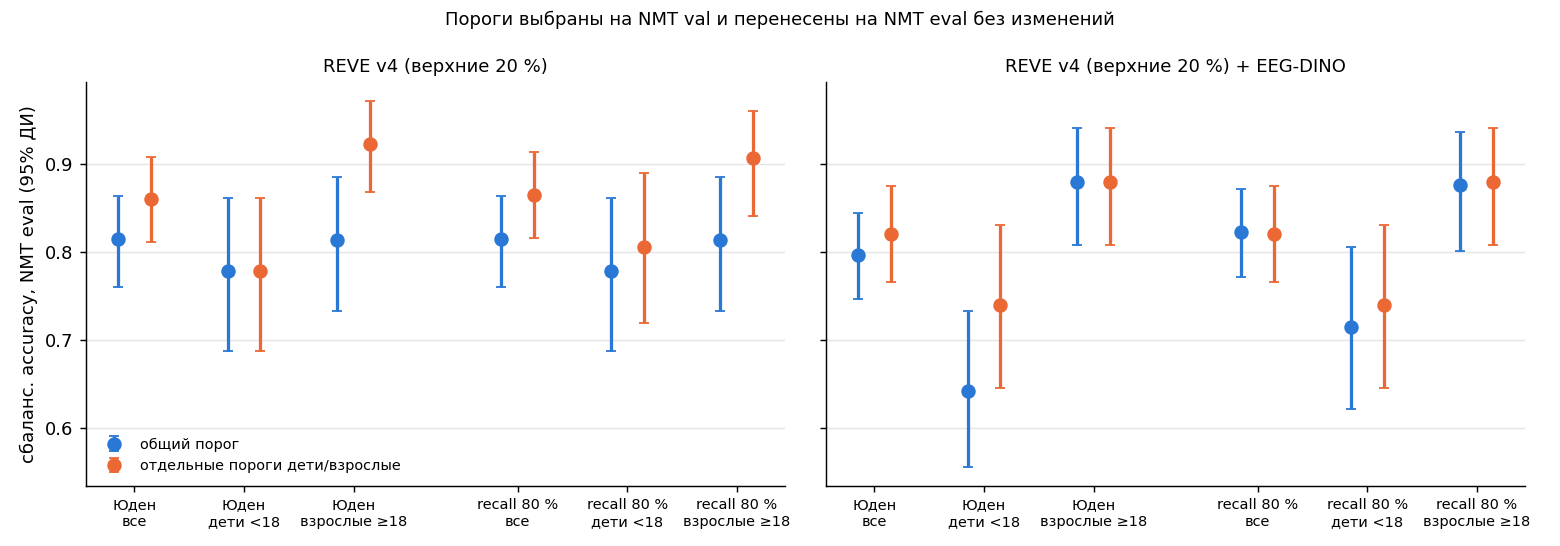 Пороги выбраны на NMT val и перенесены на NMT eval без изменений
REVE v4 (верхние 20 %)
REVE v4 (верхние 20 %) + EEG-DINO
сбаланс. accuracy, NMT eval (95% ДИ)
0.9
0.8
0.7
0.6
общий порог
отдельные пороги дети/взрослые
Юден
все
Юден
дети <18
Юден
взрослые ≥18
recall 80 %
все
recall 80 %
дети <18
recall 80 %
взрослые ≥18
Юден
все
Юден
дети <18
Юден
взрослые ≥18
recall 80 %
все
recall 80 %
дети <18
recall 80 %
взрослые ≥18